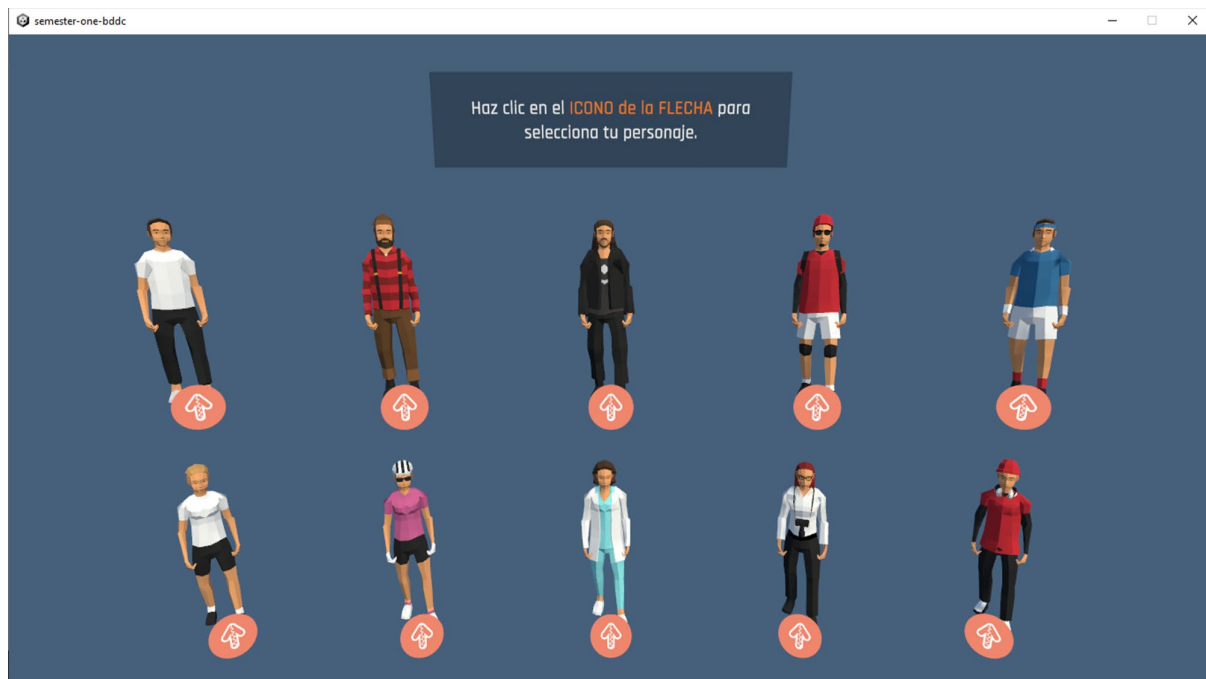 semester-one-bddc
Haz clic en el ICONO de la FLECHA para
selecciona tu personaje.